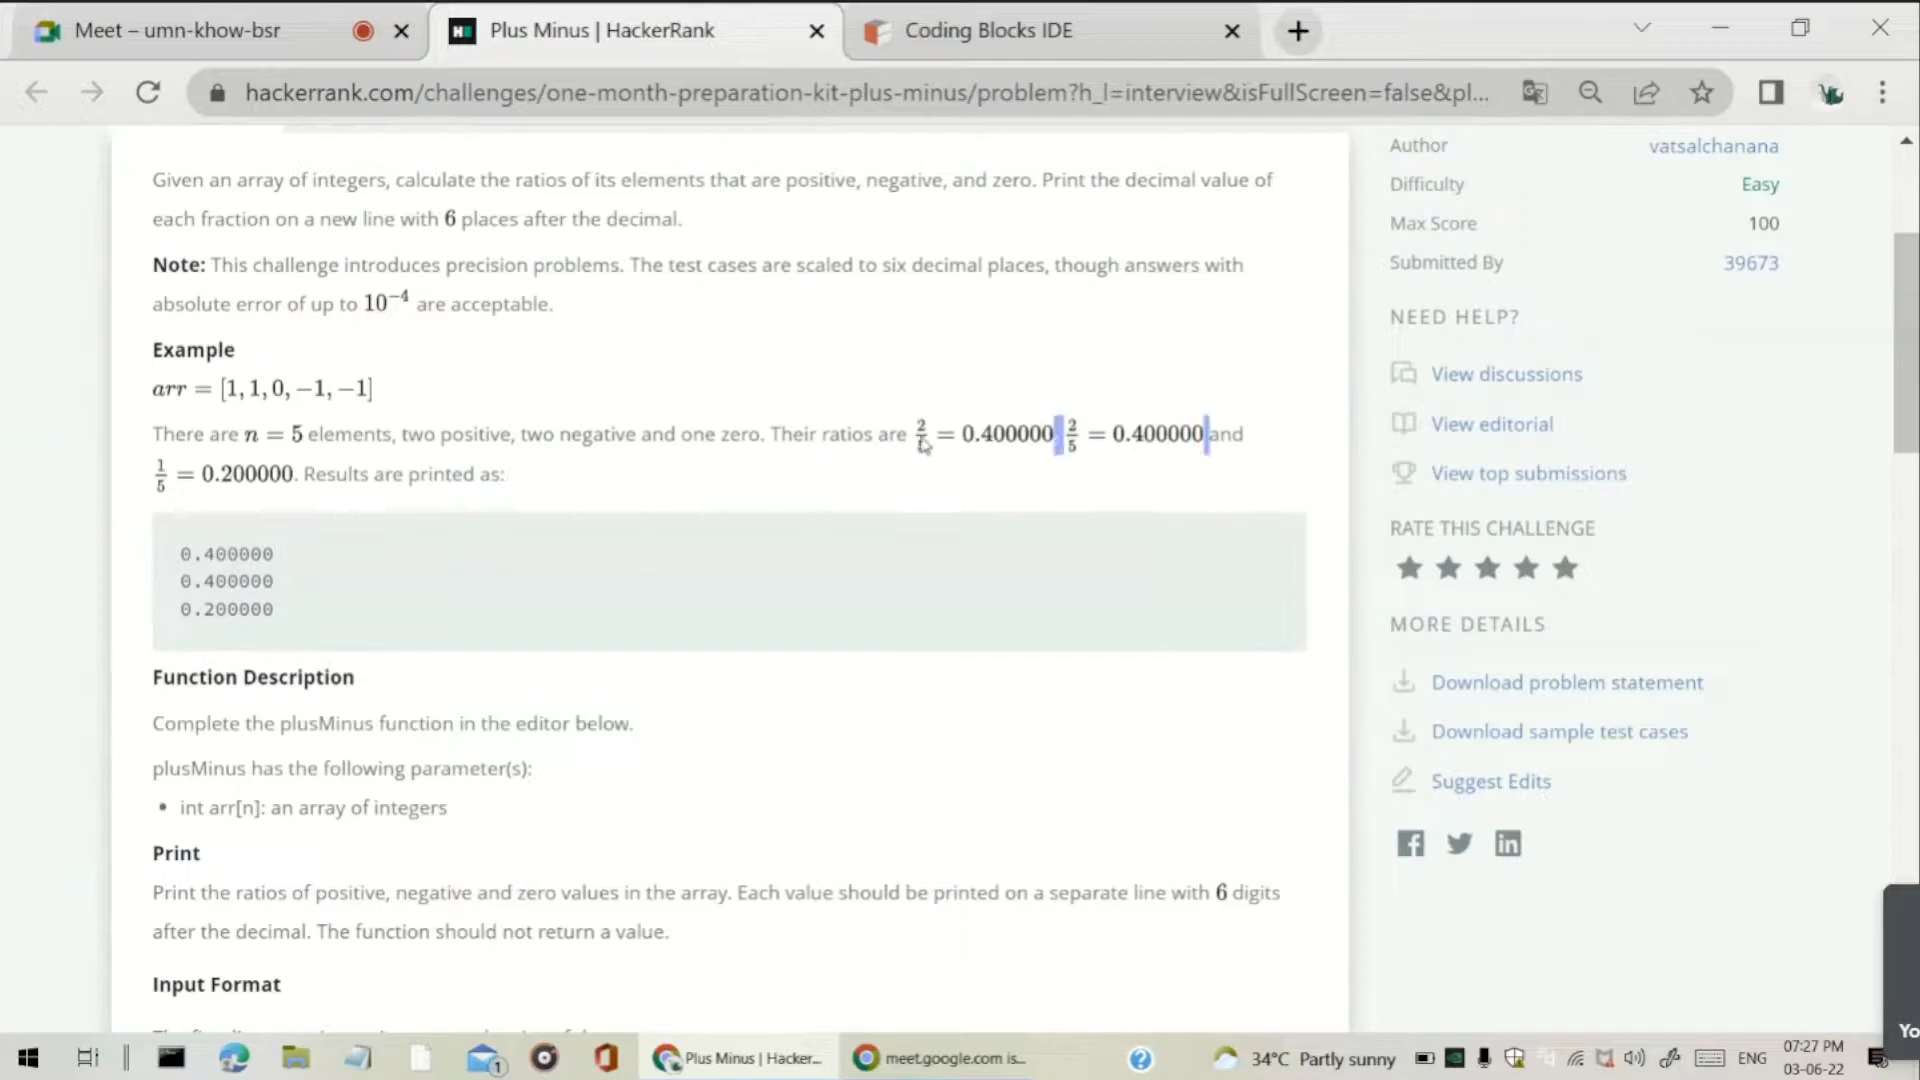 Meet – umn-khow-bsr
Plus Minus | HackerRank
Coding Blocks IDE
hackerrank.com/challenges/one-month-preparation-kit-plus-minus/problem?h_l=interview&isFullScreen=false&pl...
Given an array of integers, calculate the ratios of its elements that are positive, negative, and zero. Print the decimal value of
each fraction on a new line with 6 places after the decimal.
Note: This challenge introduces precision problems. The test cases are scaled to six decimal places, though answers with
absolute error of up to 10⁻⁴ are acceptable.
Example
arr = [1, 1, 0, −1, −1]
There are n = 5 elements, two positive, two negative and one zero. Their ratios are 2/5 = 0.400000, 2/5 = 0.400000 and
1/5 = 0.200000. Results are printed as:
0.400000
0.400000
0.200000
Function Description
Complete the plusMinus function in the editor below.
plusMinus has the following parameter(s):
• int arr[n]: an array of integers
Print
Print the ratios of positive, negative and zero values in the array. Each value should be printed on a separate line with 6 digits
after the decimal. The function should not return a value.
Input Format
Author vatsalchanana
Difficulty Easy
Max Score 100
Submitted By 39673
NEED HELP?
View discussions
View editorial
View top submissions
RATE THIS CHALLENGE
MORE DETAILS
Download problem statement
Download sample test cases
Suggest Edits
Yo
Plus Minus | Hacker...
meet.google.com is...
34°C Partly sunny
ENG
07:27 PM
03-06-22